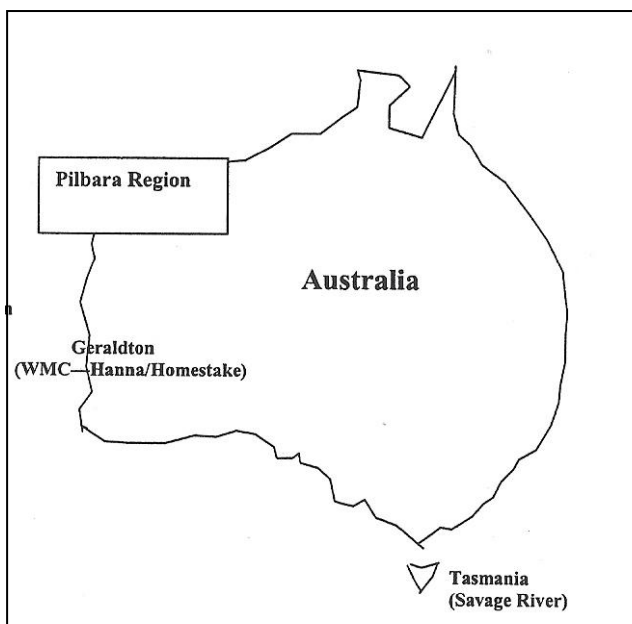 Pilbara Region
Australia
n
Geraldton
(WMC—Hanna/Homestake)
Tasmania
(Savage River)